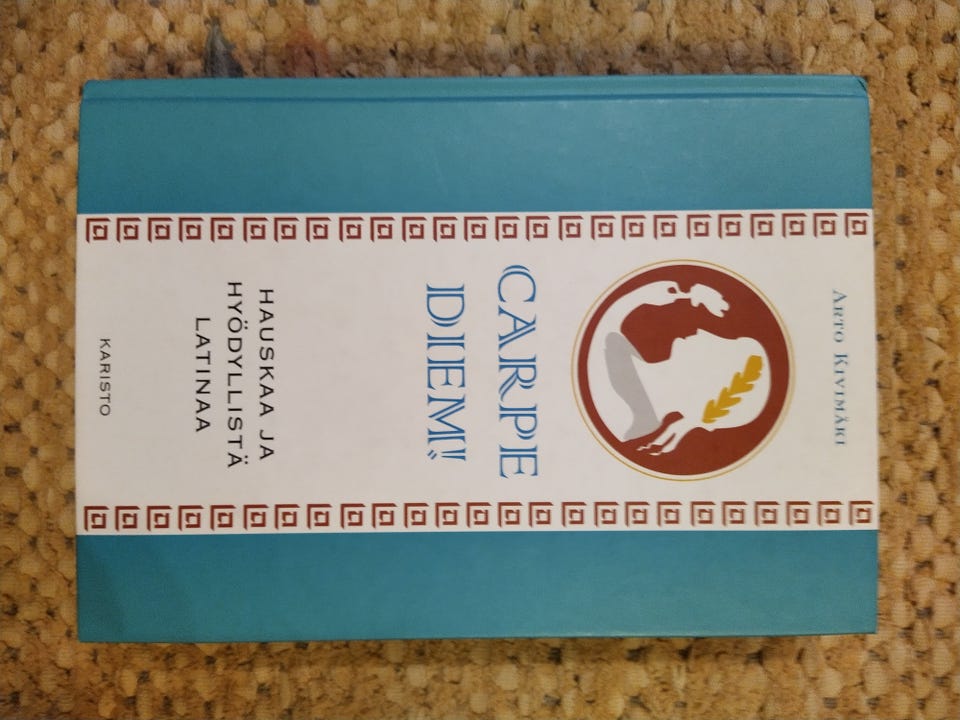 ARTO KIVIMÄKI
CARPE
DIEM!
HAUSKAA JA
HYÖDYLLISTÄ
LATINAA
KARISTO